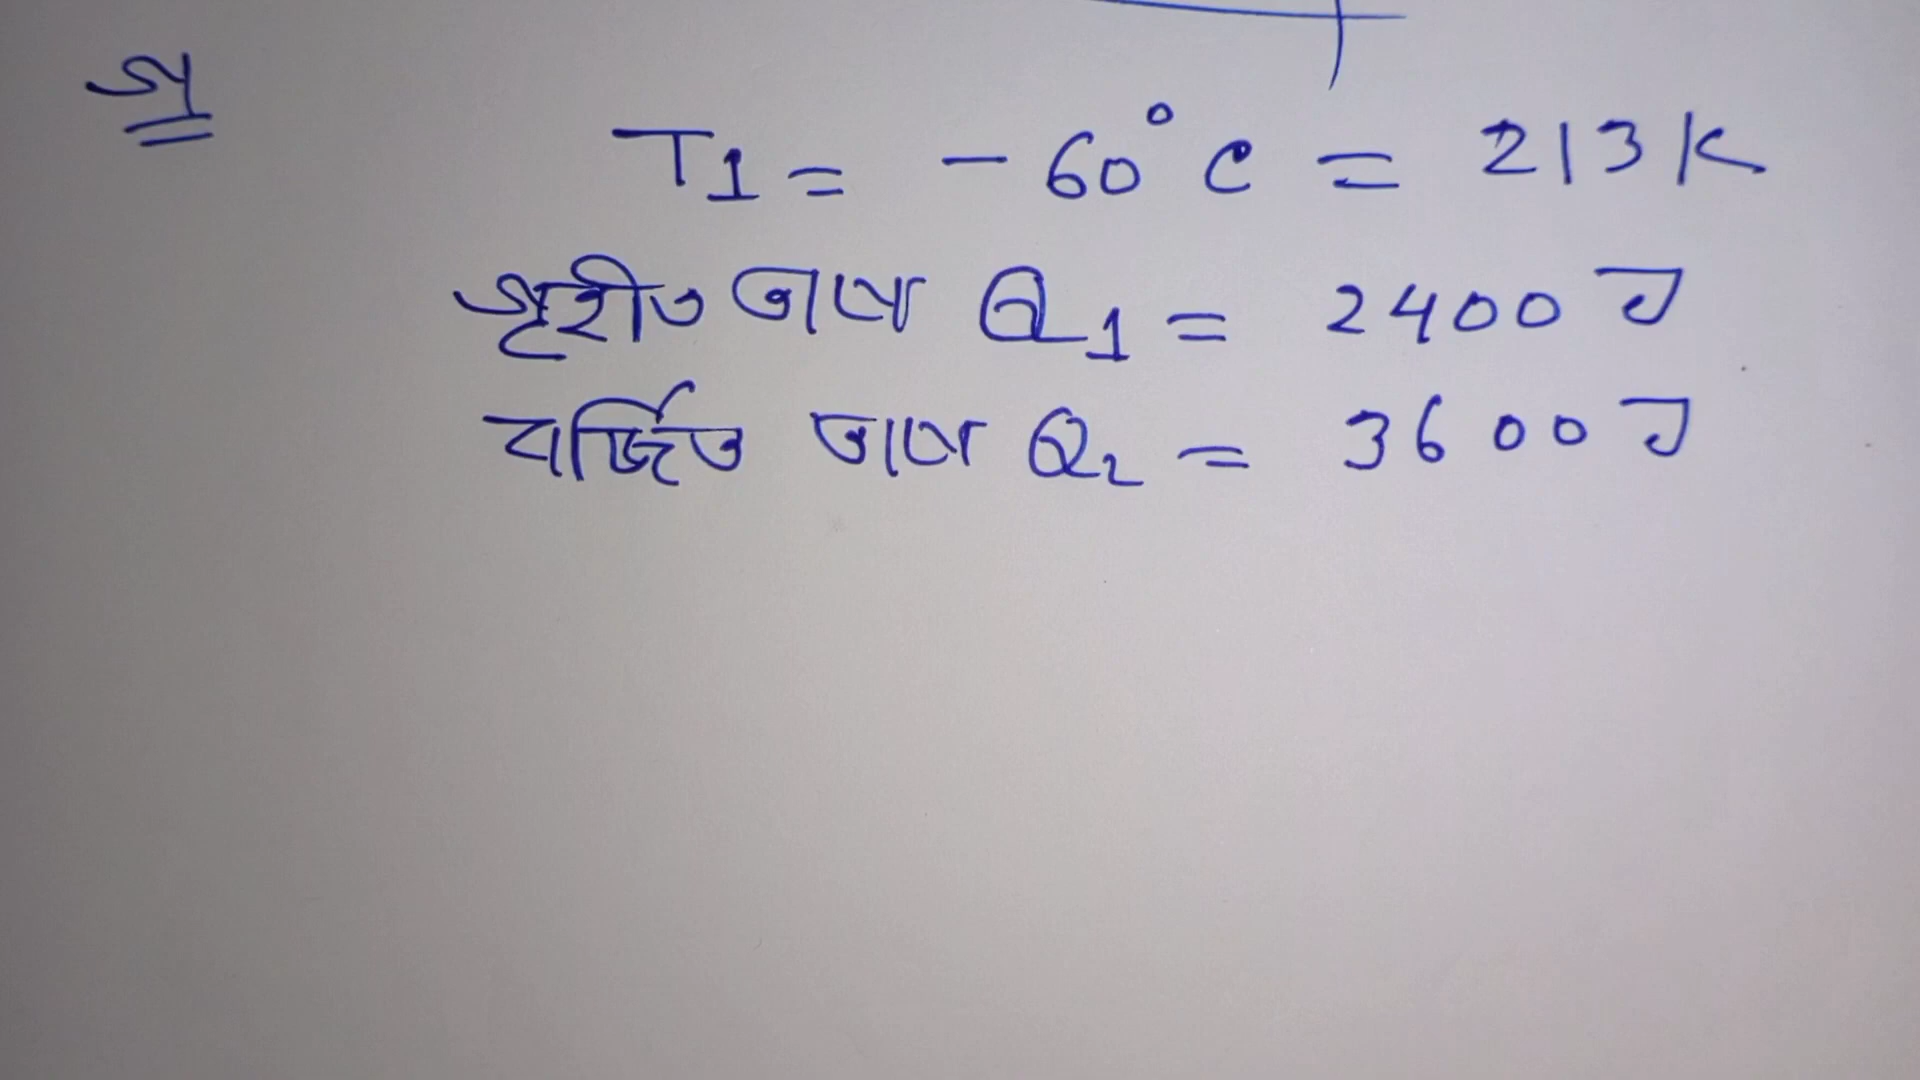 গ
T1 = - 60° C = 213K
গৃহীত তাপ Q1 = 2400 J
বর্জিত তাপ Q2 = 3600 J